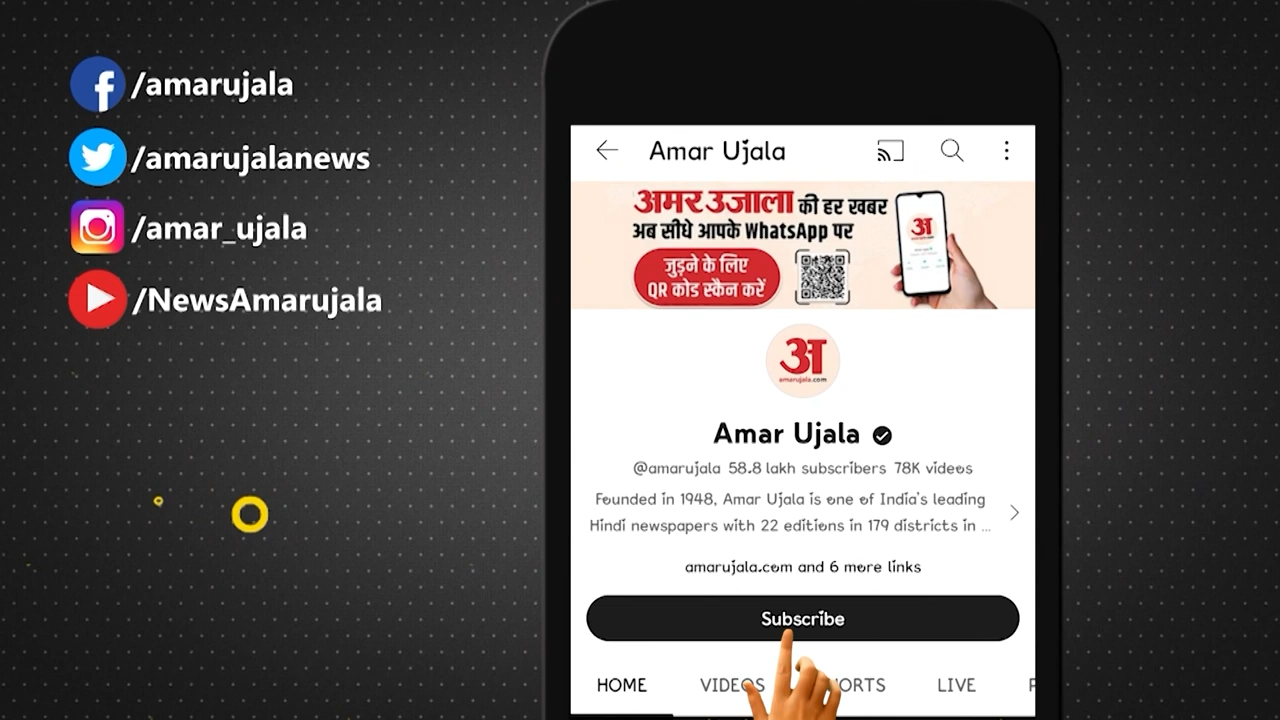 /amarujala
/amarujalanews
/amar_ujala
/NewsAmarujala
Amar Ujala
अमर उजाला की हर खबर
अब सीधे आपके WhatsApp पर
जुड़ने के लिए
QR कोड स्कैन करें
अ
अ
amarujala.com
Amar Ujala
@amarujala 58.8 lakh subscribers 78K videos
Founded in 1948, Amar Ujala is one of India's leading
Hindi newspapers with 22 editions in 179 districts in ...
amarujala.com and 6 more links
Subscribe
HOME VIDEOS LIVE